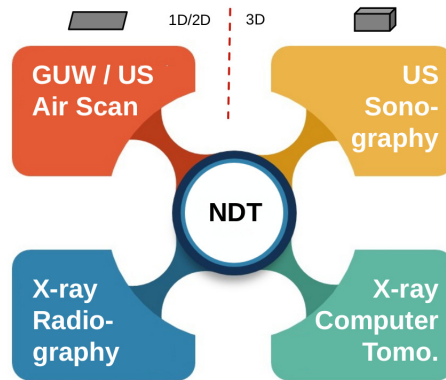 1D/2D
3D
GUW / US
Air Scan
US
Sono-
graphy
NDT
X-ray
Radio-
graphy
X-ray
Computer
Tomo.